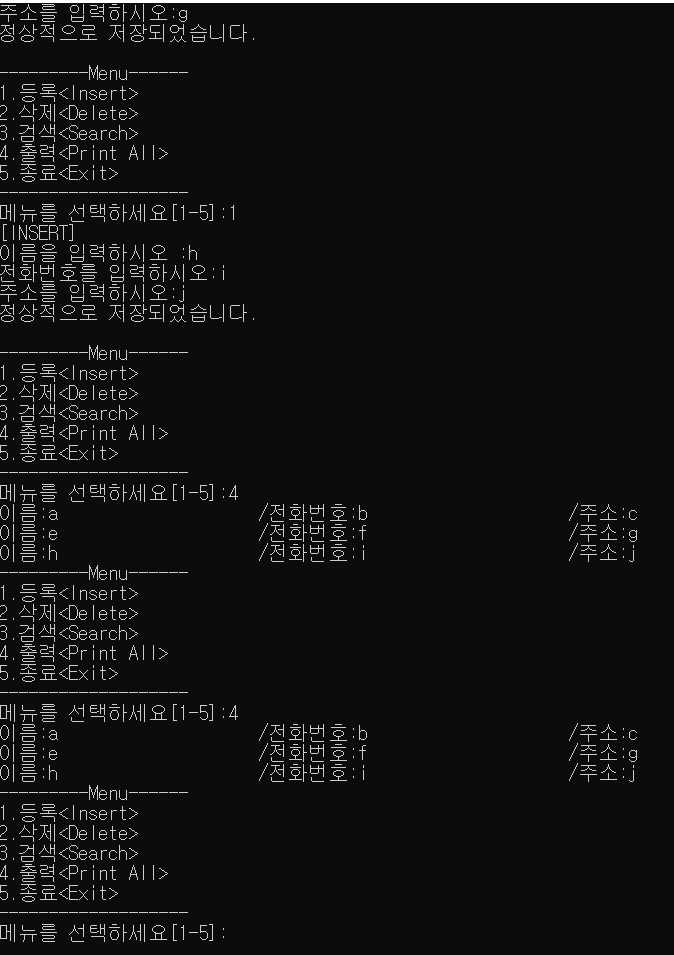 주소를 입력하시오:g
정상적으로 저장되었습니다.
---------Menu------
1.등록<Insert>
2.삭제<Delete>
3.검색<Search>
4.출력<Print All>
5.종료<Exit>
-------------------
메뉴를 선택하세요[1-5]:1
[INSERT]
이름을 입력하시오 :h
전화번호를 입력하시오:i
주소를 입력하시오:j
정상적으로 저장되었습니다.
---------Menu------
1.등록<Insert>
2.삭제<Delete>
3.검색<Search>
4.출력<Print All>
5.종료<Exit>
-------------------
메뉴를 선택하세요[1-5]:4
이름:a                    /전화번호:b                    /주소:c
이름:e                    /전화번호:f                    /주소:g
이름:h                    /전화번호:i                    /주소:j
---------Menu------
1.등록<Insert>
2.삭제<Delete>
3.검색<Search>
4.출력<Print All>
5.종료<Exit>
-------------------
메뉴를 선택하세요[1-5]:4
이름:a                    /전화번호:b                    /주소:c
이름:e                    /전화번호:f                    /주소:g
이름:h                    /전화번호:i                    /주소:j
---------Menu------
1.등록<Insert>
2.삭제<Delete>
3.검색<Search>
4.출력<Print All>
5.종료<Exit>
-------------------
메뉴를 선택하세요[1-5]: